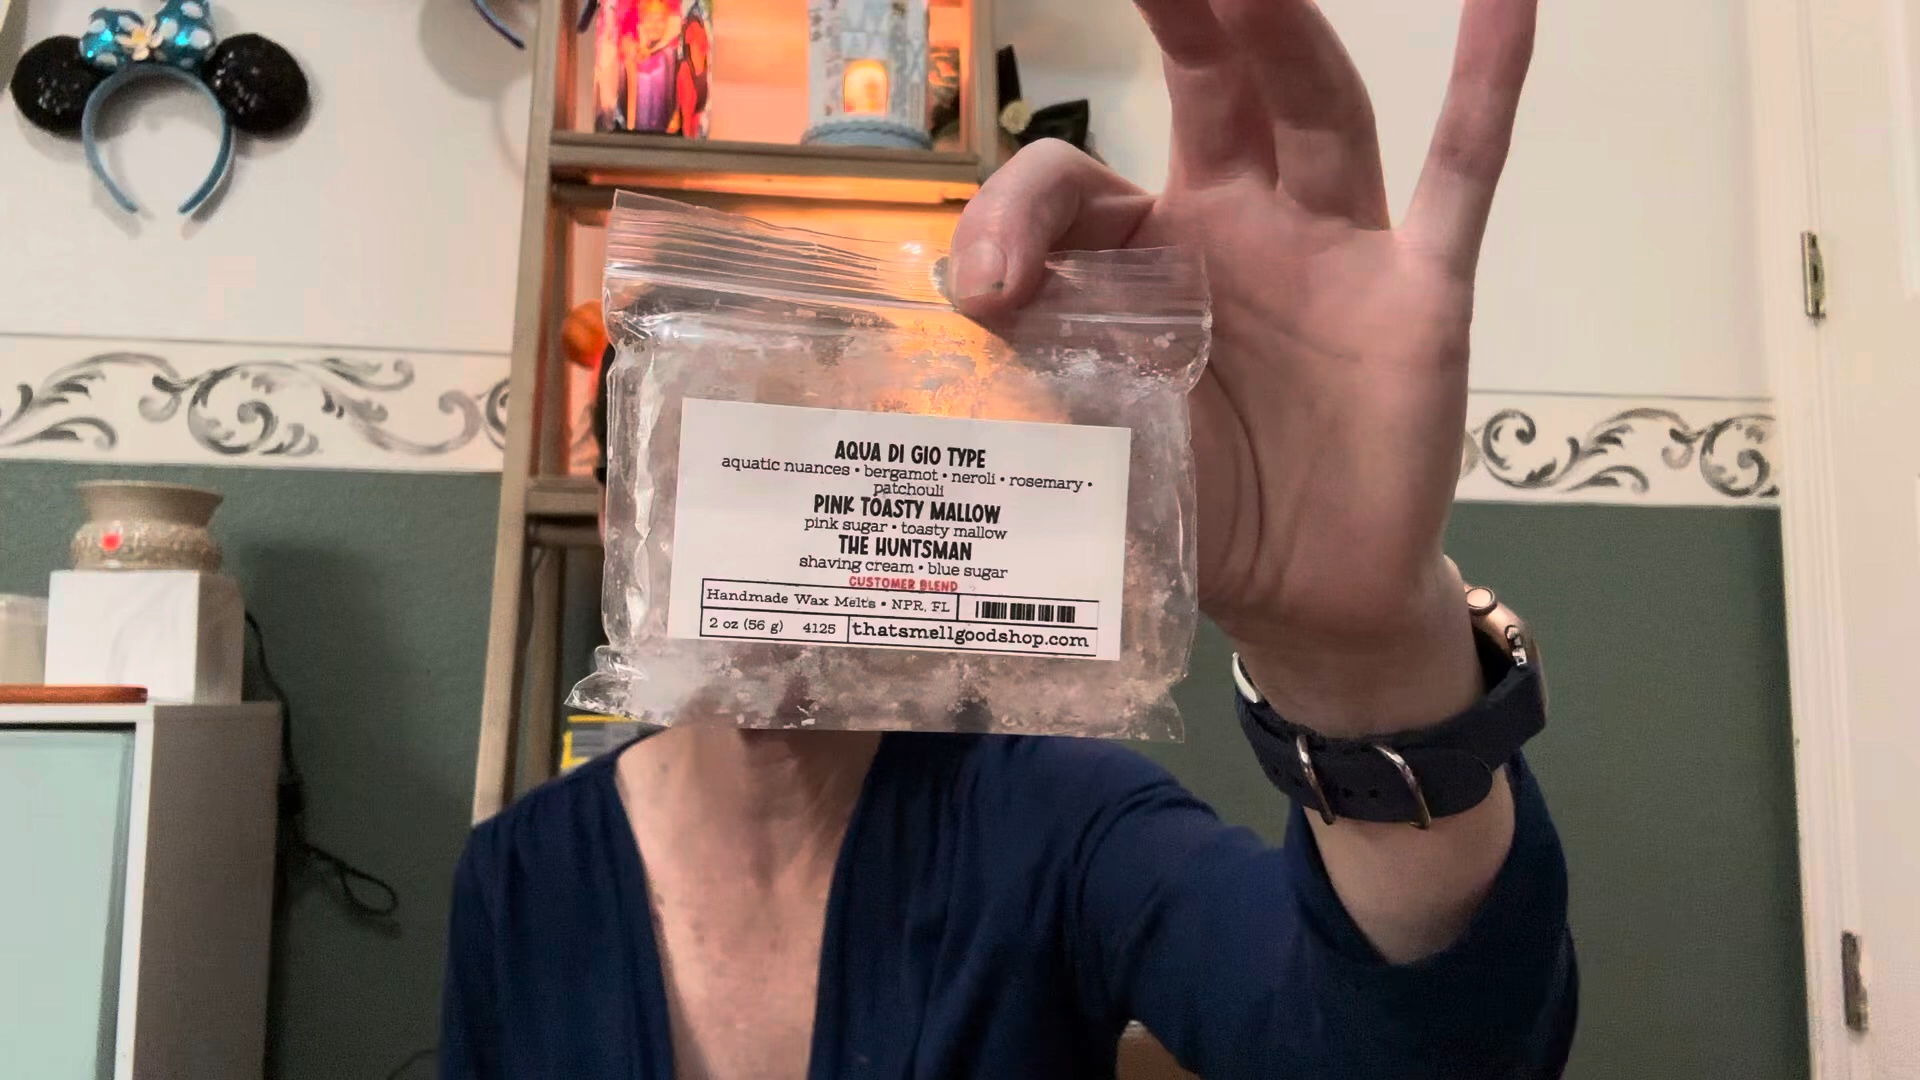 AQUA DI GIO TYPE
aquatic nuances • bergamot • neroli • rosemary •
patchouli
PINK TOASTY MALLOW
pink sugar • toasty mallow
THE HUNTSMAN
shaving cream • blue sugar
CUSTOMER BLEND
Handmade Wax Melts • NPR, FL
2 oz (56 g) 4125 thatsmellgoodshop.com